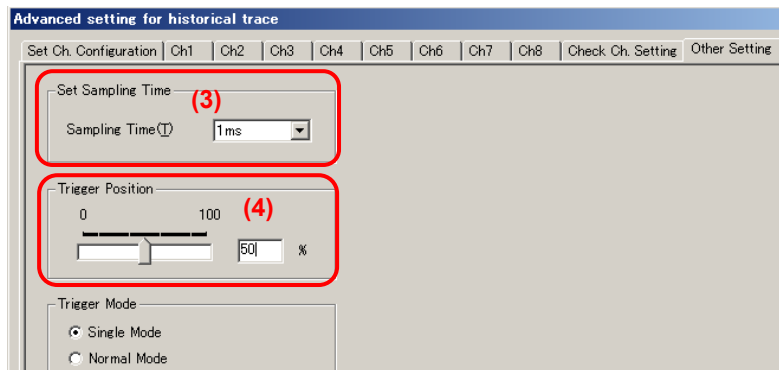 Advanced setting for historical trace
Set Ch. Configuration Ch1 Ch2 Ch3 Ch4 Ch5 Ch6 Ch7 Ch8 Check Ch. Setting Other Setting
Set Sampling Time
(3)
Sampling Time(T) 1ms
Trigger Position
0 100 (4)
50 %
Trigger Mode
Single Mode
Normal Mode